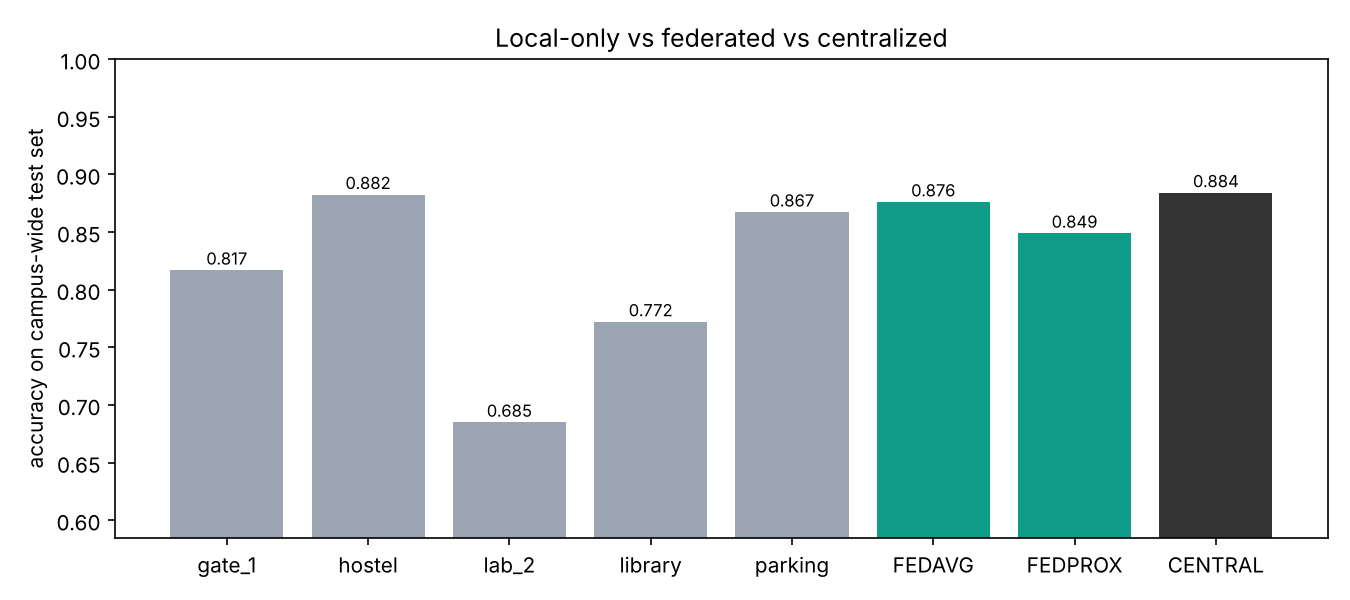 Local-only vs federated vs centralized
accuracy on campus-wide test set
1.00
0.95
0.90
0.85
0.80
0.75
0.70
0.65
0.60
0.817
0.882
0.685
0.772
0.867
0.876
0.849
0.884
gate_1
hostel
lab_2
library
parking
FEDAVG
FEDPROX
CENTRAL